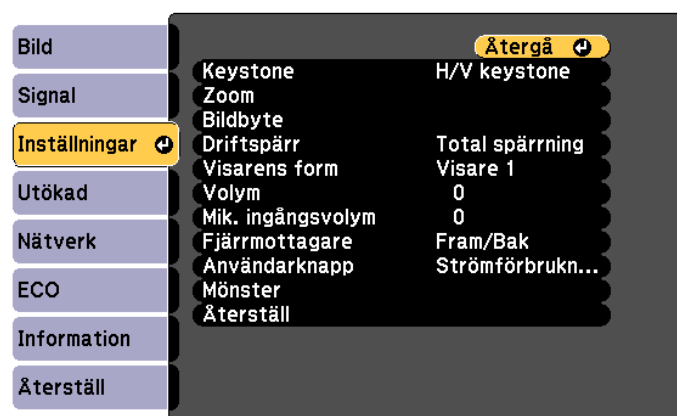 Bild
Signal
Inställningar
Utökad
Nätverk
ECO
Information
Återställ
Återgå
Keystone H/V keystone
Zoom
Bildbyte
Driftspärr Total spärrning
Visarens form Visare 1
Volym 0
Mik. ingångsvolym 0
Fjärrmottagare Fram/Bak
Användarknapp Strömförbrukn...
Mönster
Återställ